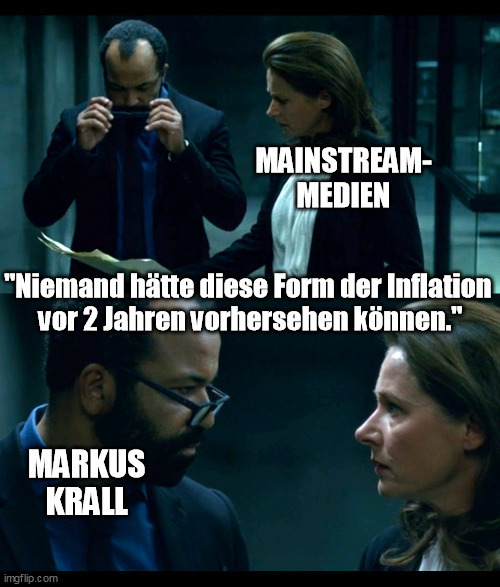 MAINSTREAM-
MEDIEN
"Niemand hätte diese Form der Inflation
vor 2 Jahren vorhersehen können."
MARKUS
KRALL
imgflip.com